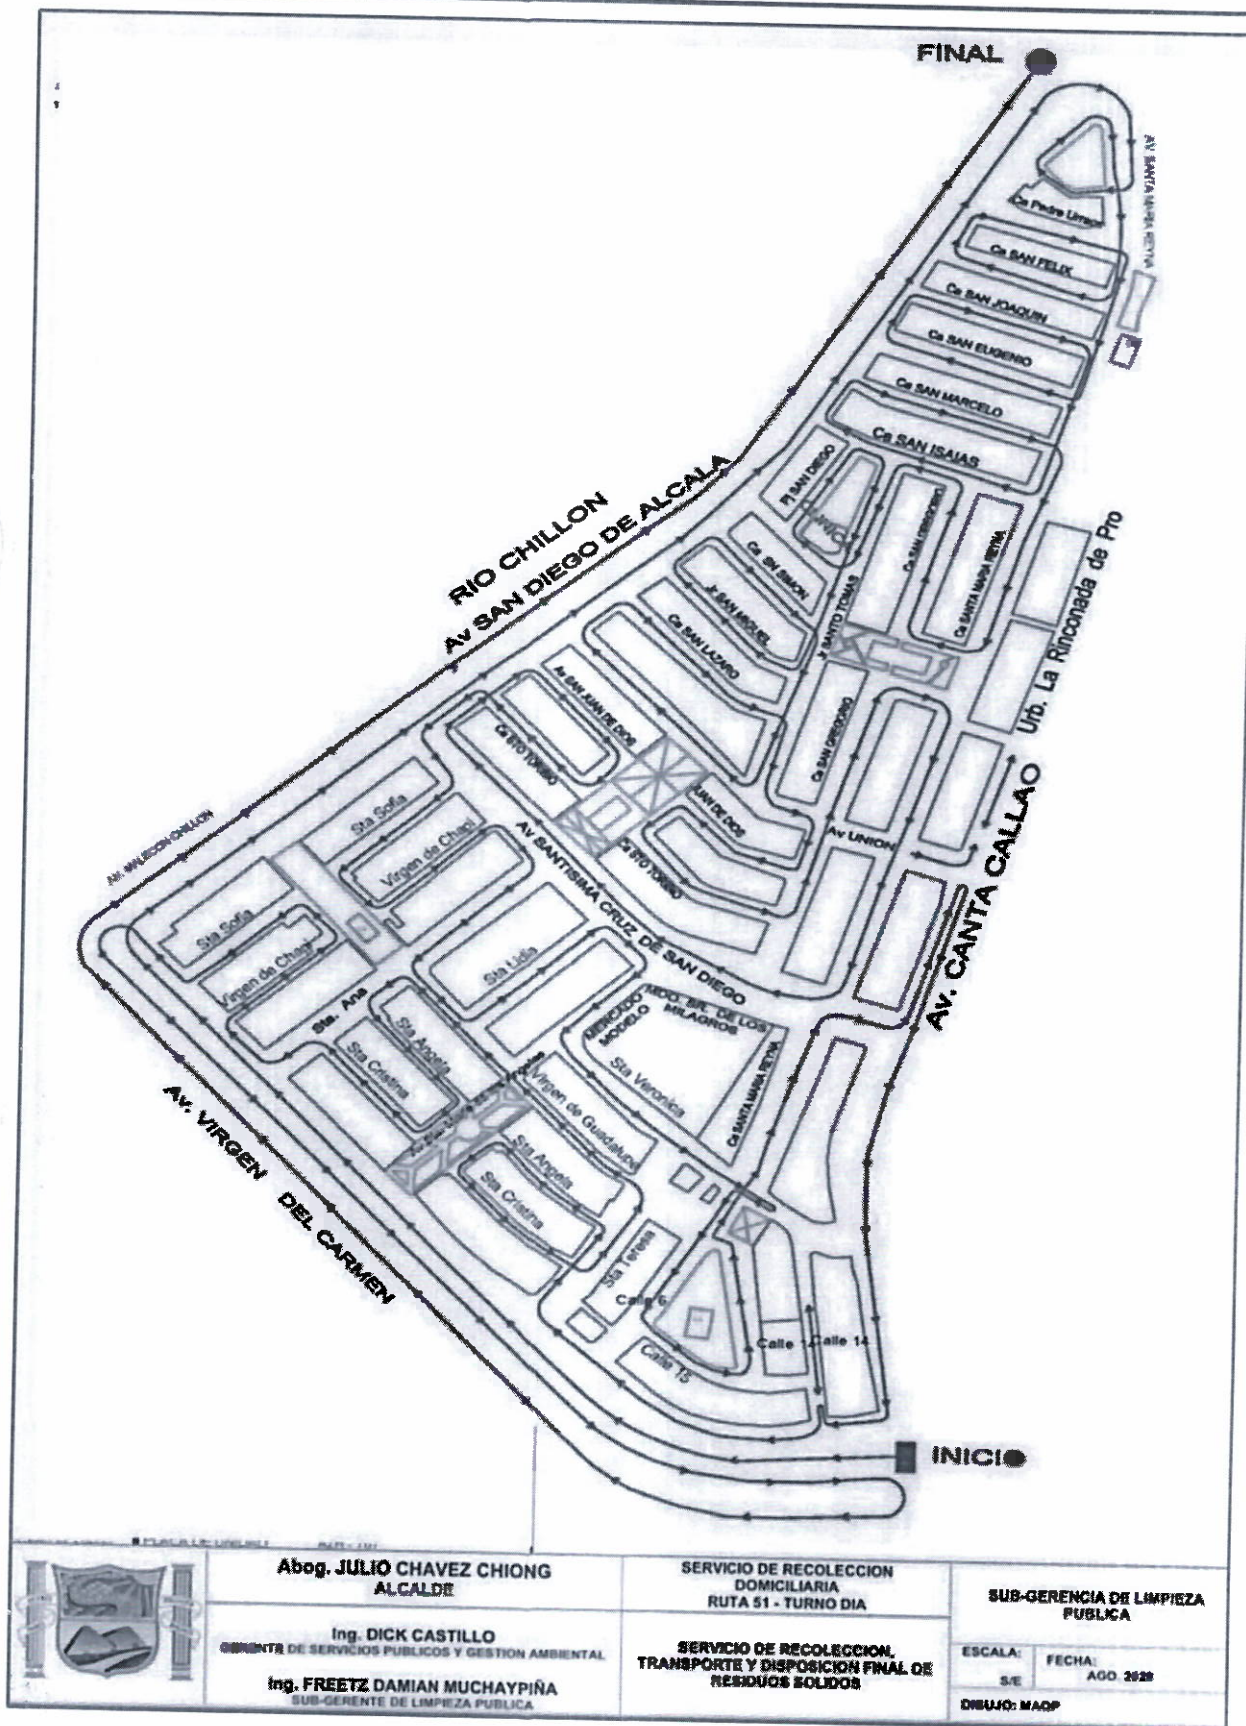 FINAL
AV SANTA MARIA REYNA
Ca Pedro
Ca SAN FELIX
Ca SAN JOAQUIN
Ca SAN EUGENIO
Ca SAN MARCELO
Ca SAN ISAIAS
Pj SAN DIEGO
RIO CHILLON
Av SAN DIEGO DE ALCALA
Ca SN SIMON
Jr SAN MIGUEL
Ca SAN LAZARO
Jr SANTO TOMAS
Ca SAN GREGORIO
Ca SANTA MARIA REYNA
Urb. La Rinconada de Pro
Av SAN JUAN DE DIOS
Ca STO TORIBIO
Ca SAN GREGORIO
JUAN DE DIOS
Ca STO TORIBIO
Av UNION
Av. CANTA CALLAO
Av. MALECON CHILLON
Sta Sofia
Virgen de Chapi
AV SANTISIMA CRUZ DE SAN DIEGO
Sta Sofia
Virgen de Chapi
Sta Lidia
Sta. Ana
MERCADO
MODELO
MDO. SR. DE LOS
MILAGROS
Sta Angela
Sta Cristina
Sta Veronica
Ca SANTA MARIA REYNA
Virgen de Guadalupe
Sta Angela
Sta Cristina
Av. VIRGEN DEL CARMEN
Sta Teresa
Calle 6
Calle 15
Calle 14
INICIO
Abog. JULIO CHAVEZ CHIONG
ALCALDE
Ing. DICK CASTILLO
GERENTE DE SERVICIOS PUBLICOS Y GESTION AMBIENTAL
Ing. FREETZ DAMIAN MUCHAYPIÑA
SUB-GERENTE DE LIMPIEZA PUBLICA
SERVICIO DE RECOLECCION
DOMICILIARIA
RUTA 51 - TURNO DIA
SERVICIO DE RECOLECCION,
TRANSPORTE Y DISPOSICION FINAL DE
RESIDUOS SOLIDOS
SUB-GERENCIA DE LIMPIEZA
PUBLICA
ESCALA:
S/E
FECHA:
AGO.
DIBUJO: MAOP